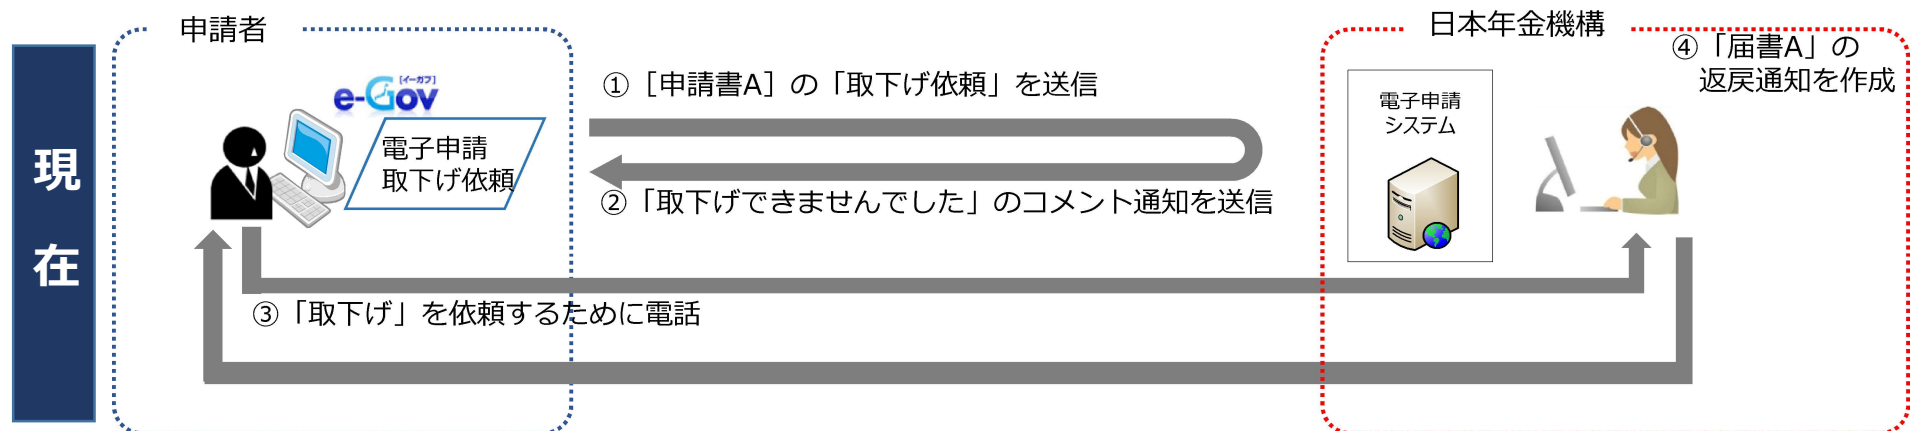 現在
申請者
[イーガブ]
e-Gov
電子申請
取下げ依頼
①［申請書A］の「取下げ依頼」を送信
②「取下げできませんでした」のコメント通知を送信
③「取下げ」を依頼するために電話
日本年金機構
電子申請
システム
④「届書A」の
返戻通知を作成